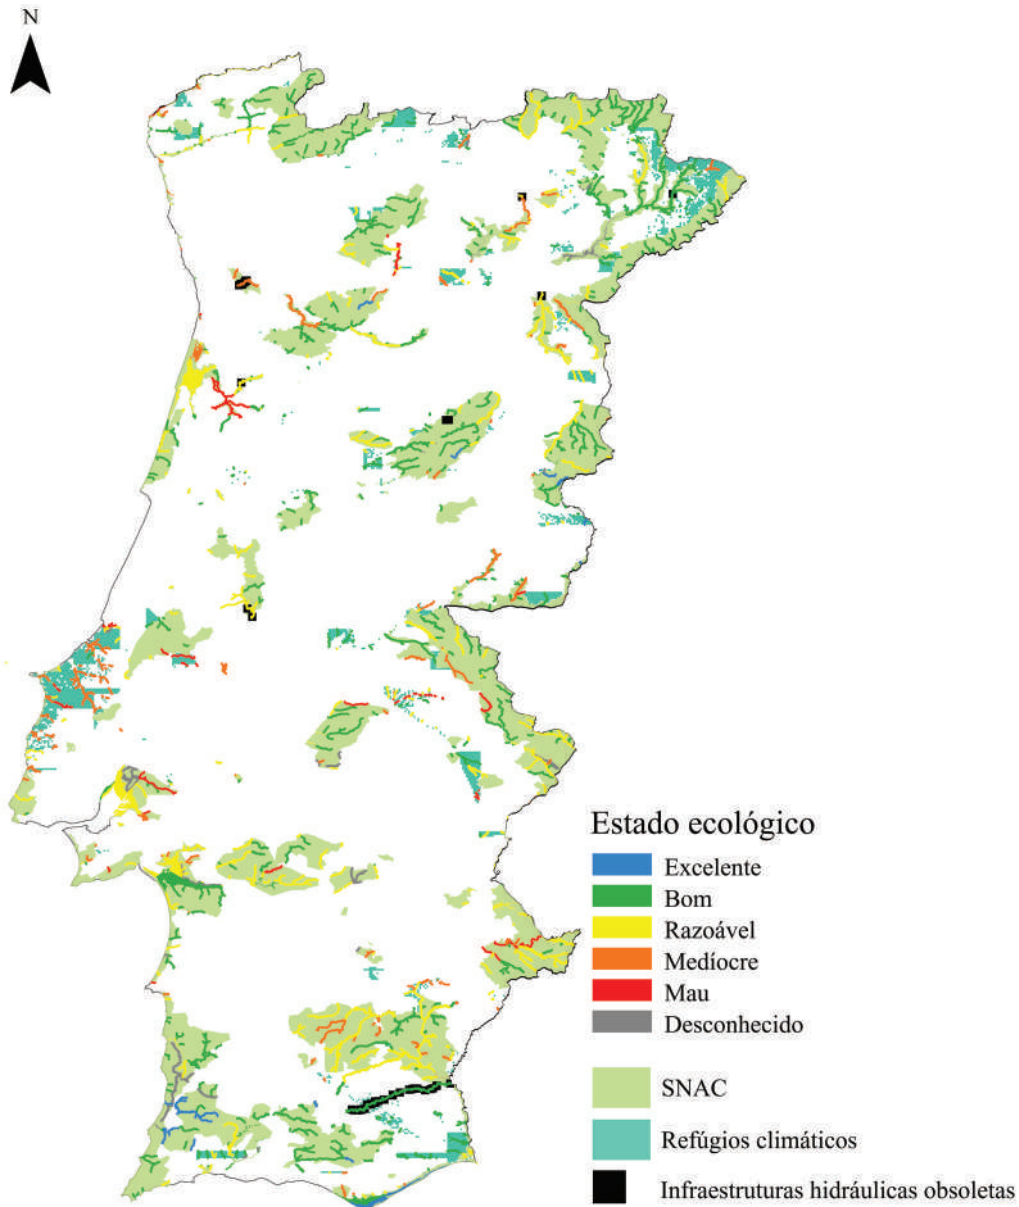 N
Estado ecológico
Excelente
Bom
Razoável
Medíocre
Mau
Desconhecido
SNAC
Refúgios climáticos
Infraestruturas hidráulicas obsoletas